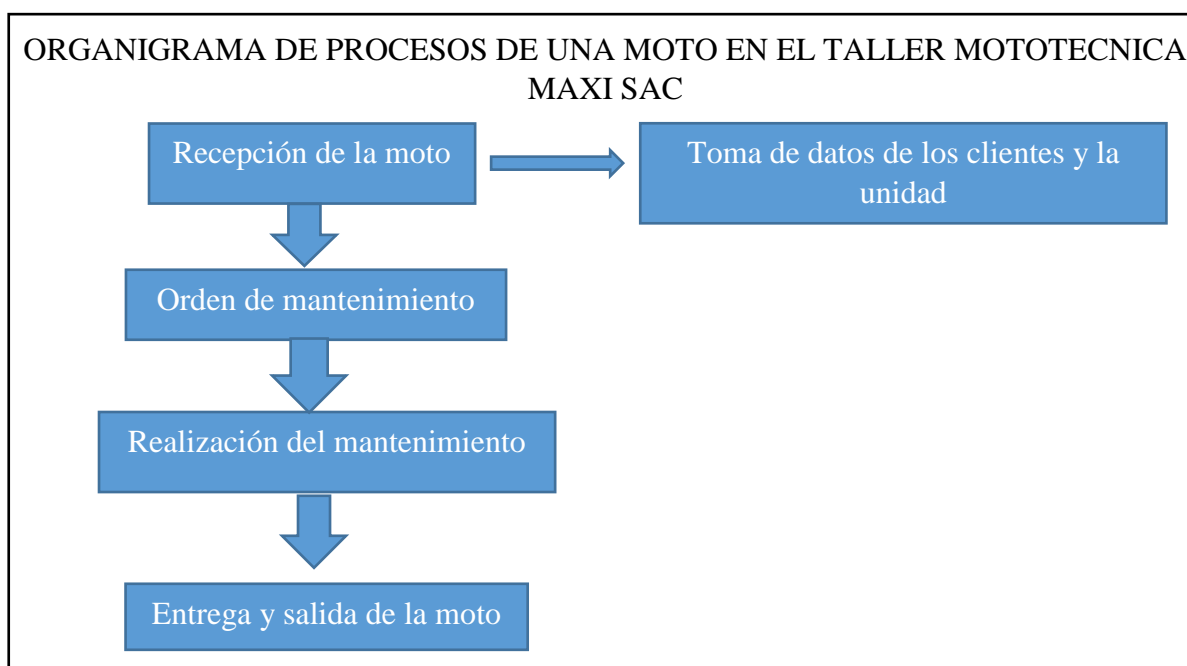 ORGANIGRAMA DE PROCESOS DE UNA MOTO EN EL TALLER MOTOTECNICA
MAXI SAC
Recepción de la moto
Toma de datos de los clientes y la
unidad
Orden de mantenimiento
Realización del mantenimiento
Entrega y salida de la moto